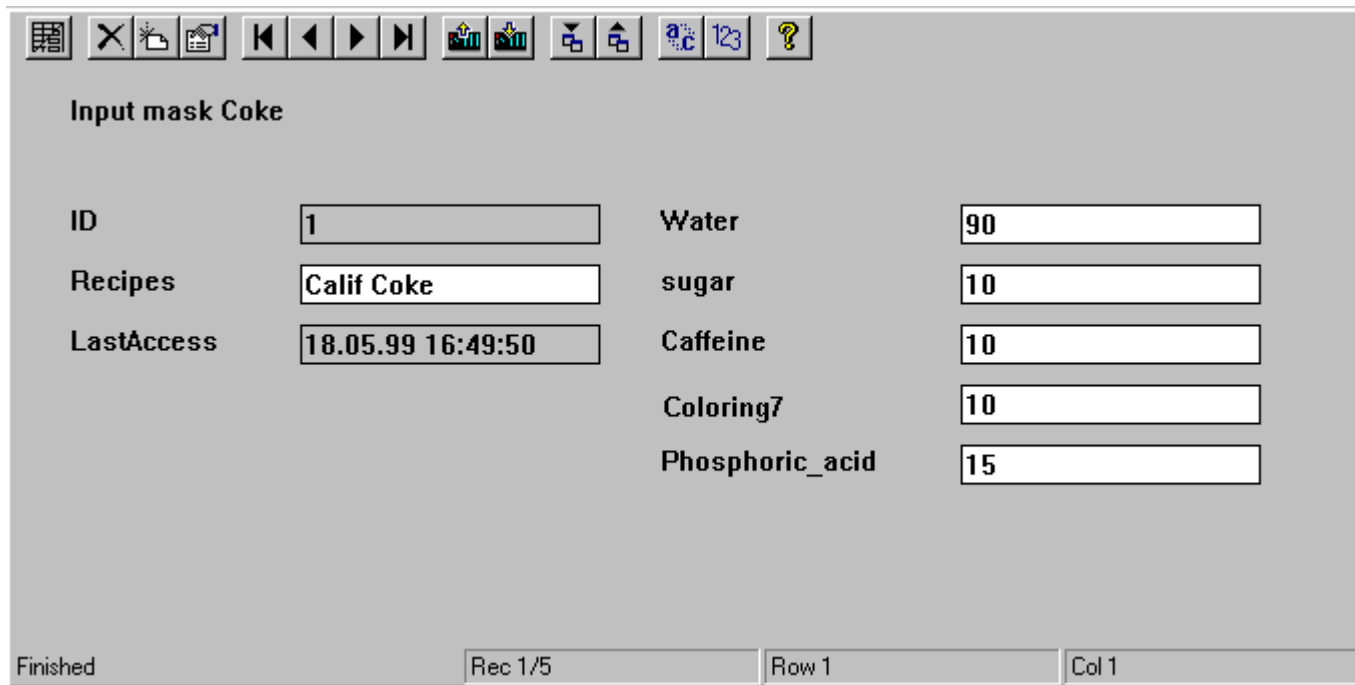 a c 123 ?
Input mask Coke
ID 1 Water 90
Recipes Calif Coke sugar 10
LastAccess 18.05.99 16:49:50 Caffeine 10
Coloring7 10
Phosphoric_acid 15
Finished Rec 1/5 Row 1 Col 1